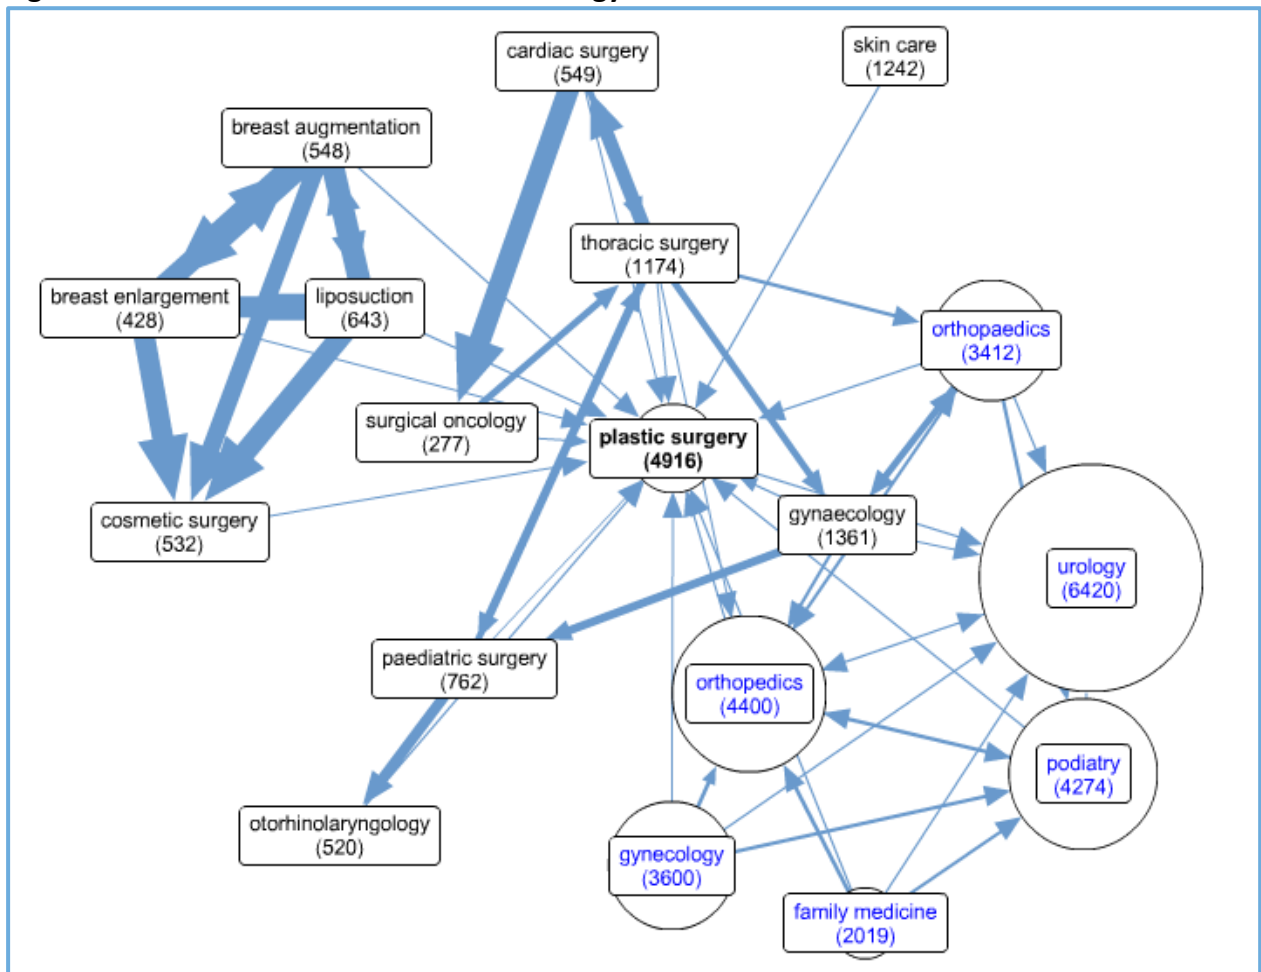 cardiac surgery
(549)
skin care
(1242)
breast augmentation
(548)
thoracic surgery
(1174)
breast enlargement
(428)
liposuction
(643)
orthopaedics
(3412)
surgical oncology
(277)
plastic surgery
(4916)
cosmetic surgery
(532)
gynaecology
(1361)
urology
(6420)
paediatric surgery
(762)
orthopedics
(4400)
podiatry
(4274)
otorhinolaryngology
(520)
gynecology
(3600)
family medicine
(2019)